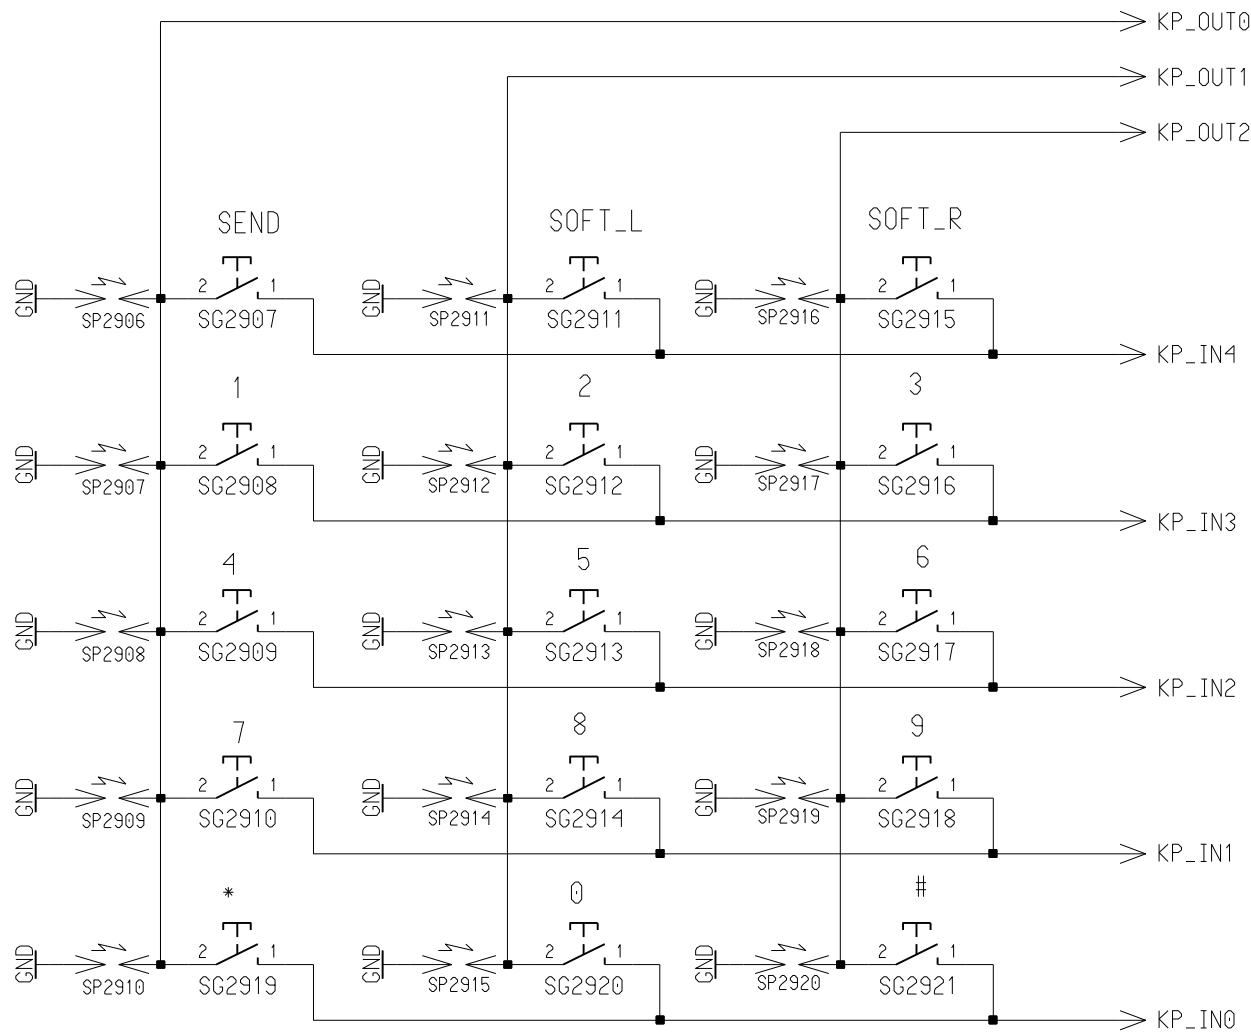 KP_OUT0
KP_OUT1
KP_OUT2
SEND SOFT_L SOFT_R
GND 2 1 GND 2 1 GND 2 1
SP2906 SG2907 SP2911 SG2911 SP2916 SG2915
KP_IN4
1 2 3
GND 2 1 GND 2 1 GND 2 1
SP2907 SG2908 SP2912 SG2912 SP2917 SG2916
KP_IN3
4 5 6
GND 2 1 GND 2 1 GND 2 1
SP2908 SG2909 SP2913 SG2913 SP2918 SG2917
KP_IN2
7 8 9
GND 2 1 GND 2 1 GND 2 1
SP2909 SG2910 SP2914 SG2914 SP2919 SG2918
KP_IN1
* 0 #
GND 2 1 GND 2 1 GND 2 1
SP2910 SG2919 SP2915 SG2920 SP2920 SG2921
KP_IN0